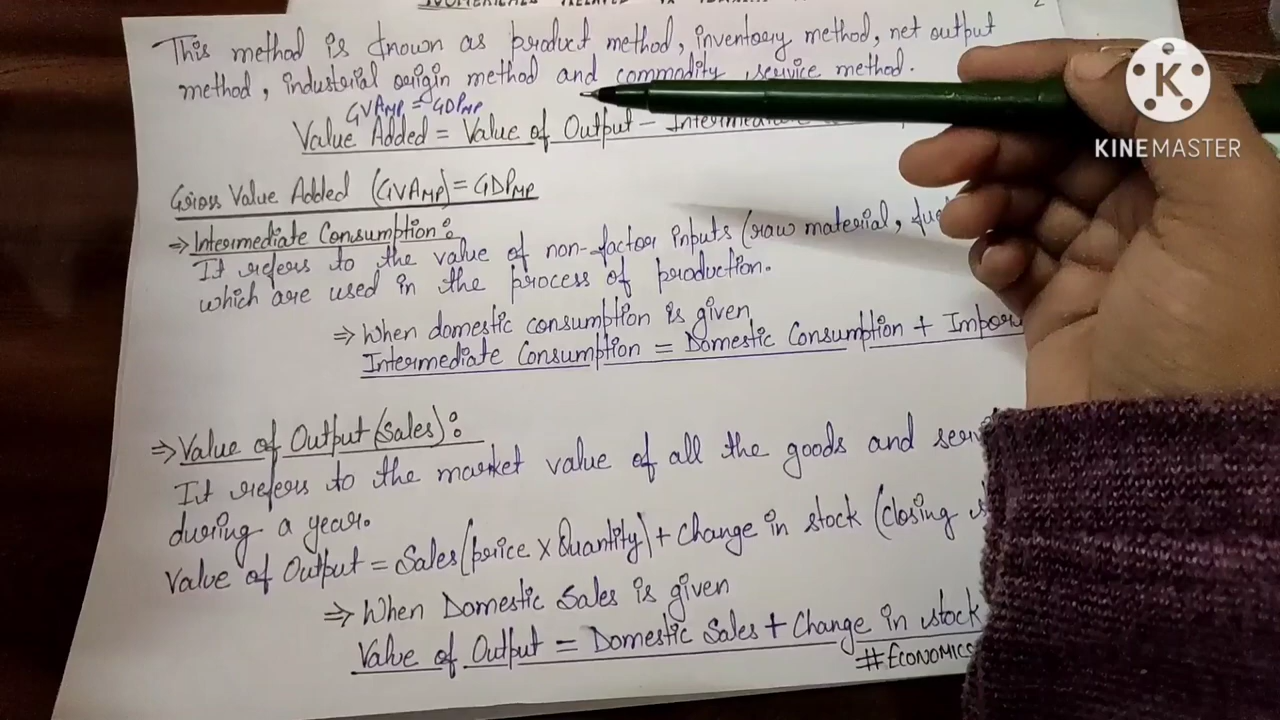 This method is known as product method, inventory method, net output
method, industrial origin method and commodity service method.
GVAMP = GDPMP
Value Added = Value of Output - Intermediate
Gross Value Added (GVAMP) = GDPMP
⇒ Intermediate Consumption:
It refers to the value of non-factor inputs (raw material,
which are used in the process of production.
⇒ When domestic consumption is given
Intermediate Consumption = Domestic Consumption + Impor
⇒ Value of Output (Sales):
It refers to the market value of all the goods and
during a year.
Value of Output = Sales (price × Quantity) + Change in stock (closing
⇒ When Domestic Sales is given
Value of Output = Domestic Sales + Change in stock
#ECONOMICS
K
KINEMASTER
2